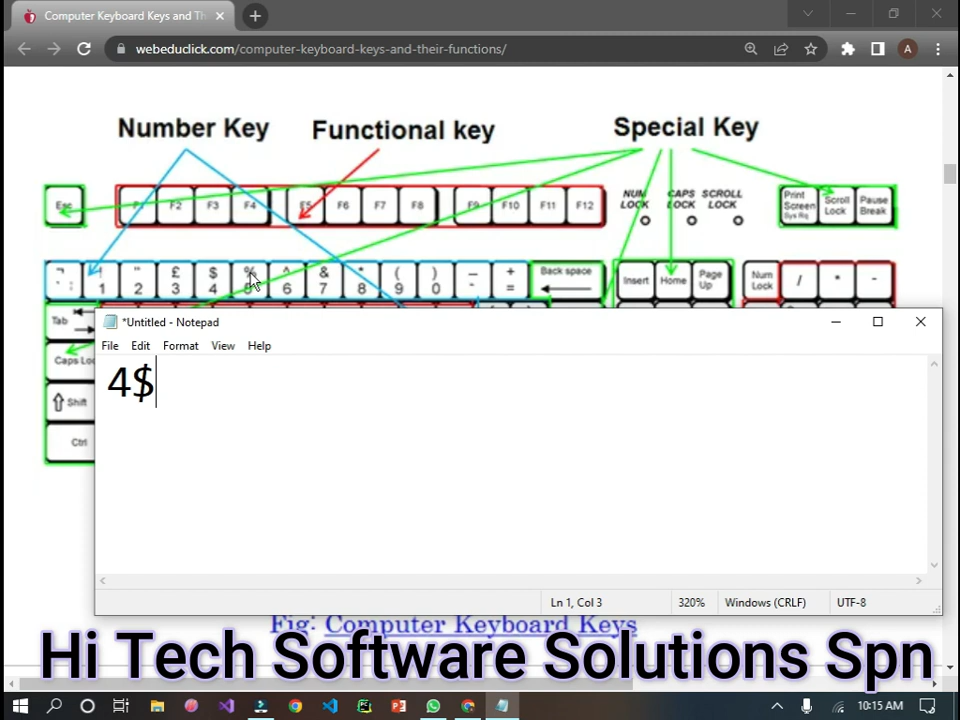 Computer Keyboard Keys and Th
webeduclick.com/computer-keyboard-keys-and-their-functions/
A
Number Key
Functional key
Special Key
Esc
F2 F3 F4 F5 F6 F7 F8 F9 F10 F11 F12
NUM LOCK
CAPS LOCK
SCROLL LOCK
Print Screen Sys Rq
Scroll Lock
Pause Break
! " £ $ % ^ & * ( ) _ +
1 2 3 4 5 6 7 8 9 0 - =
Back space
Insert
Home
Page Up
Num Lock
/ * -
Tab
Caps Loc
Shift
Ctrl
*Untitled - Notepad
File Edit Format View Help
4$
Ln 1, Col 3 320% Windows (CRLF) UTF-8
Fig: Computer Keyboard Keys
Hi Tech Software Solutions Spn
10:15 AM